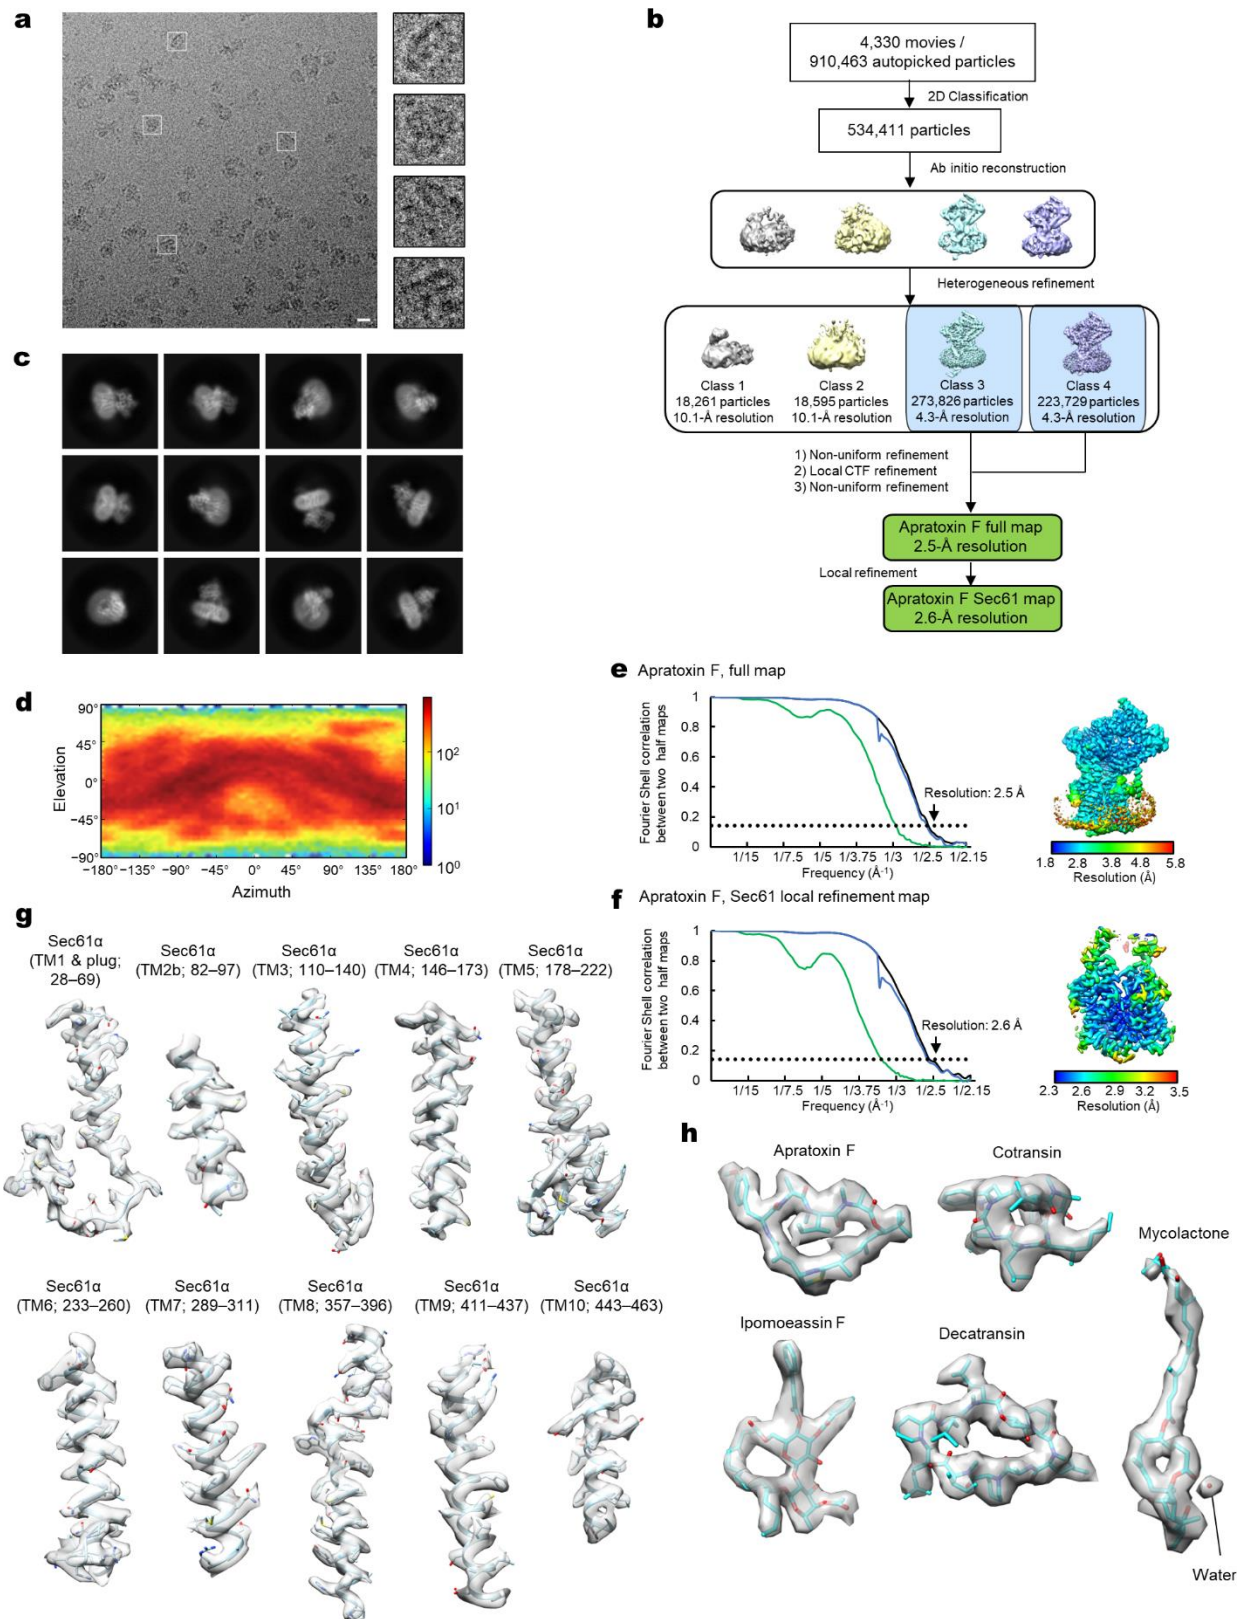 a
b
4,330 movies /
910,463 autopicked particles
2D Classification
534,411 particles
Ab initio reconstruction
Heterogeneous refinement
Class 1
18,261 particles
10.1-Å resolution
Class 2
18,595 particles
10.1-Å resolution
Class 3
273,826 particles
4.3-Å resolution
Class 4
223,729 particles
4.3-Å resolution
1) Non-uniform refinement
2) Local CTF refinement
3) Non-uniform refinement
Apratoxin F full map
2.5-Å resolution
Local refinement
Apratoxin F Sec61 map
2.6-Å resolution
c
d
Elevation
90°
45°
0°
−45°
−90°
−180° −135° −90° −45° 0° 45° 90° 135° 180°
Azimuth
10²
10¹
10⁰
e Apratoxin F, full map
Fourier Shell correlation
between two half maps
1
0.8
0.6
0.4
0.2
0
Resolution: 2.5 Å
1/15 1/7.5 1/5 1/3.75 1/3 1/2.5 1/2.15
Frequency (Å⁻¹)
1.8 2.8 3.8 4.8 5.8
Resolution (Å)
f Apratoxin F, Sec61 local refinement map
Fourier Shell correlation
between two half maps
1
0.8
0.6
0.4
0.2
0
Resolution: 2.6 Å
1/15 1/7.5 1/5 1/3.75 1/3 1/2.5 1/2.15
Frequency (Å⁻¹)
2.3 2.6 2.9 3.2 3.5
Resolution (Å)
g
Sec61α
(TM1 & plug;
28–69)
Sec61α
(TM2b; 82–97)
Sec61α
(TM3; 110–140)
Sec61α
(TM4; 146–173)
Sec61α
(TM5; 178–222)
Sec61α
(TM6; 233–260)
Sec61α
(TM7; 289–311)
Sec61α
(TM8; 357–396)
Sec61α
(TM9; 411–437)
Sec61α
(TM10; 443–463)
h
Apratoxin F
Cotransin
Mycolactone
Ipomoeassin F
Decatransin
Water